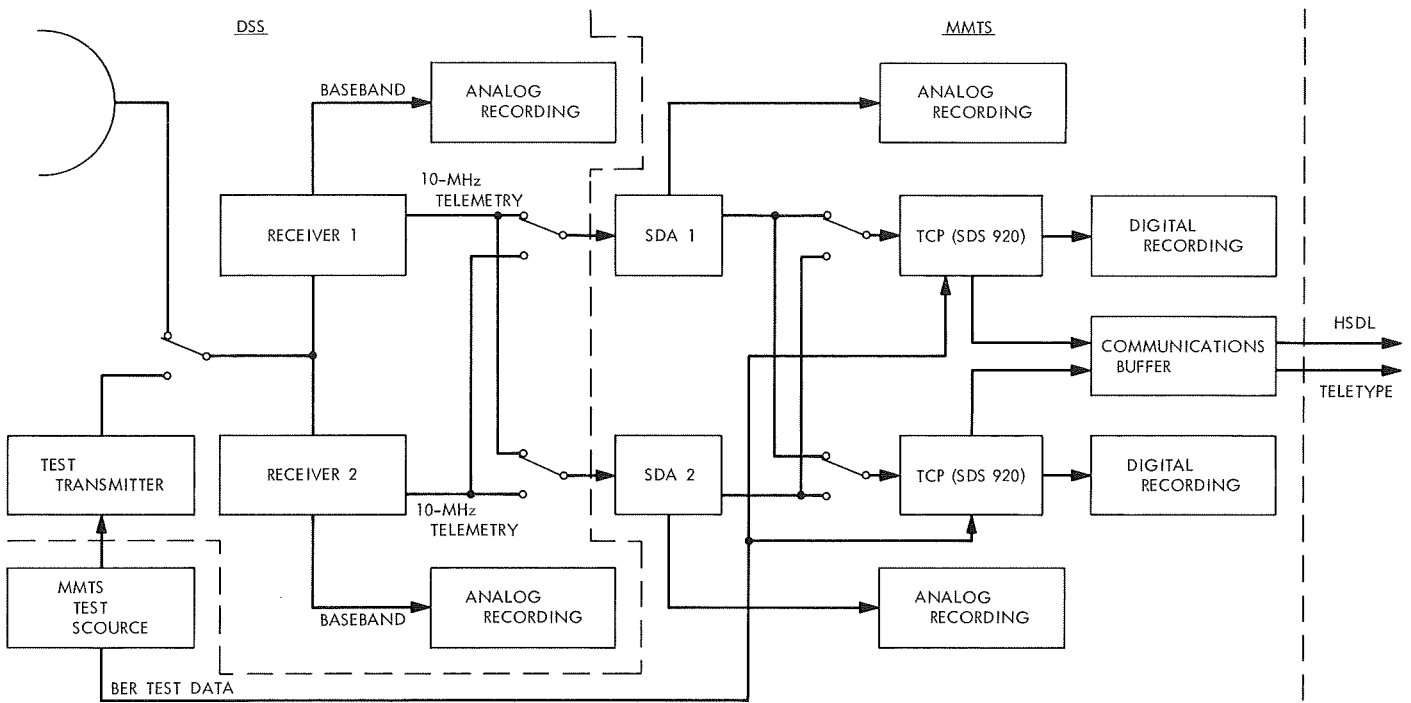 DSS
MMTS
BASEBAND
ANALOG
RECORDING
ANALOG
RECORDING
10-MHz
TELEMETRY
RECEIVER 1
SDA 1
TCP (SDS 920)
DIGITAL
RECORDING
HSDL
COMMUNICATIONS
BUFFER
TELETYPE
TEST
TRANSMITTER
RECEIVER 2
SDA 2
TCP (SDS 920)
DIGITAL
RECORDING
10-MHz
TELEMETRY
MMTS
TEST
SCOURCE
BASEBAND
ANALOG
RECORDING
ANALOG
RECORDING
BER TEST DATA